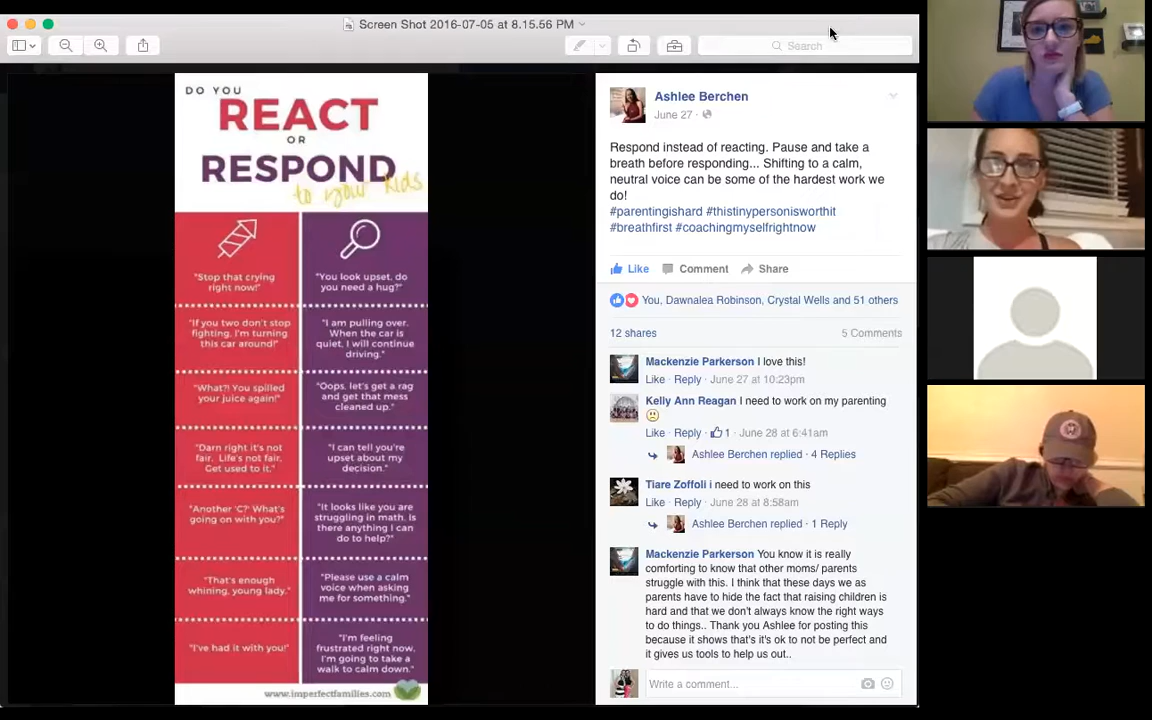 Screen Shot 2016-07-05 at 8.15.56 PM
Search
DO YOU
REACT
OR
RESPOND
to your kids
"Stop that crying
right now!"
"You look upset, do
you need a hug?"
"If you two don't stop
fighting, I'm turning
this car around!"
"I am pulling over.
When the car is
quiet, I will continue
driving."
"What?! You spilled
your juice again!"
"Oops, let's get a rag
and get that mess
cleaned up."
"Darn right it's not
fair. Life's not fair.
Get used to it."
"I can tell you're
upset about my
decision."
"Another 'C?' What's
going on with you?"
"It looks like you are
struggling in math, is
there anything I can
do to help?"
"That's enough
whining, young lady."
"Please use a calm
voice when asking
me for something."
"I've had it with you!"
"I'm feeling
frustrated right now,
I'm going to take a
walk to calm down."
www.imperfectfamilies.com
Ashlee Berchen
June 27 ·
Respond instead of reacting. Pause and take a
breath before responding... Shifting to a calm,
neutral voice can be some of the hardest work we
do!
#parentingishard #thistinypersonisworthit
#breathfirst #coachingmyselfrightnow
Like Comment Share
You, Dawnalea Robinson, Crystal Wells and 51 others
12 shares 5 Comments
Mackenzie Parkerson I love this!
Like · Reply · June 27 at 10:23pm
Kelly Ann Reagan I need to work on my parenting
Like · Reply · 1 · June 28 at 6:41am
Ashlee Berchen replied · 4 Replies
Tiare Zoffoli i need to work on this
Like · Reply · June 28 at 8:58am
Ashlee Berchen replied · 1 Reply
Mackenzie Parkerson You know it is really
comforting to know that other moms/ parents
struggle with this. I think that these days we as
parents have to hide the fact that raising children is
hard and that we don't always know the right ways
to do things.. Thank you Ashlee for posting this
because it shows that's it's ok to not be perfect and
it gives us tools to help us out..
Write a comment...